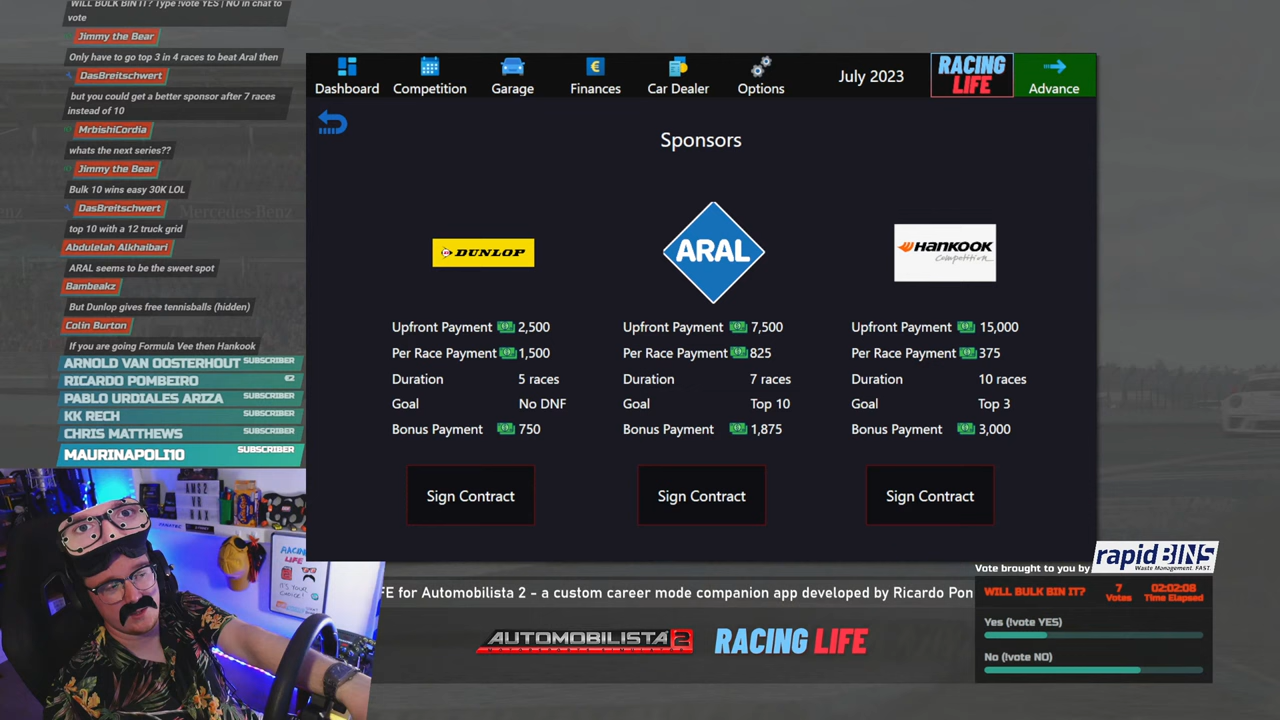 WILL BULK BIN IT? Type !vote YES | NO in chat to
vote
Jimmy the Bear
Only have to go top 3 in 4 races to beat Aral then
DasBreitschwert
but you could get a better sponsor after 7 races
instead of 10
MrbishiCordia
whats the next series??
Jimmy the Bear
Bulk 10 wins easy 30K LOL
DasBreitschwert
top 10 with a 12 truck grid
Abdulelah Alkhaibari
ARAL seems to be the sweet spot
Bambeakz
But Dunlop gives free tennisballs (hidden)
Colin Burton
If you are going Formula Vee then Hankook
ARNOLD VAN OOSTERHOUT SUBSCRIBER
RICARDO POMBEIRO €2
PABLO URDIALES ARIZA SUBSCRIBER
KK RECH SUBSCRIBER
CHRIS MATTHEWS SUBSCRIBER
MAURINAPOLI10 SUBSCRIBER
Mercedes-Benz
Dashboard Competition Garage Finances Car Dealer Options July 2023 RACING LIFE Advance
Sponsors
DUNLOP
ARAL
HANKOOK
Competition
Upfront Payment 2,500 Upfront Payment 7,500 Upfront Payment 15,000
Per Race Payment 1,500 Per Race Payment 825 Per Race Payment 375
Duration 5 races Duration 7 races Duration 10 races
Goal No DNF Goal Top 10 Goal Top 3
Bonus Payment 750 Bonus Payment 1,875 Bonus Payment 3,000
Sign Contract Sign Contract Sign Contract
AMS2
VR
RACING
LIFE
IT'S YOUR
FE for Automobilista 2 - a custom career mode companion app developed by Ricardo Pon
AUTOMOBILISTA 2 RACING LIFE
Vote brought to you by rapidBINS
Waste Management. FAST.
WILL BULK BIN IT? 7 Votes 02:02:08 Time Elapsed
Yes (!vote YES)
No (!vote NO)